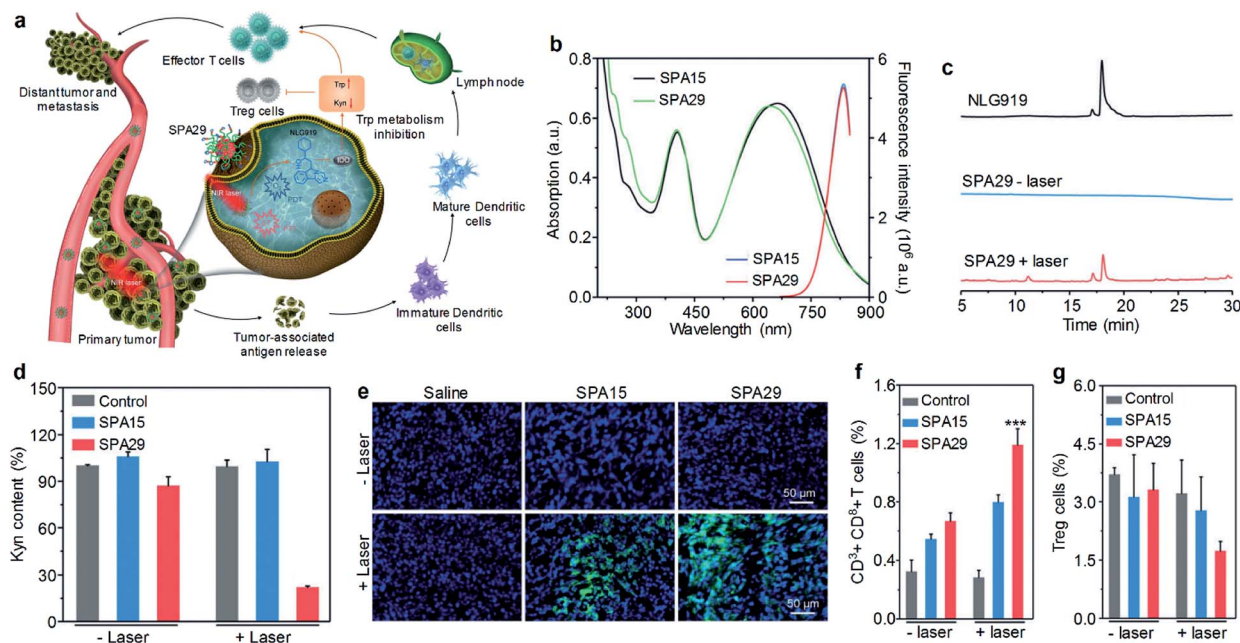 a
Effector T cells
Distant tumor and
metastasis
Treg cells
Trp
Kyn
Trp metabolism
inhibition
Lymph node
SPA29
NLG919
IDO
NIR laser
PDT
Mature Dendritic
cells
NIR laser
Primary tumor
Tumor-associated
antigen release
Immature Dendritic
cells
b
SPA15
SPA29
SPA15
SPA29
Absorption (a.u.)
0.8
0.6
0.4
0.2
0.0
300 450 600 750 900
Wavelength (nm)
6
5
4
3
2
1
0
Fluorescence intensity (10⁶ a.u.)
c
NLG919
SPA29 - laser
SPA29 + laser
5 10 15 20 25 30
Time (min)
d
Kyn content (%)
150
120
90
60
30
0
Control
SPA15
SPA29
- Laser + Laser
e
Saline SPA15 SPA29
- Laser
50 μm
+ Laser
50 μm
f
CD³+ CD⁸+ T cells (%)
1.6
1.2
0.8
0.4
0.0
Control
SPA15
SPA29
***
- laser + laser
g
Treg cells (%)
6.0
4.5
3.0
1.5
0.0
Control
SPA15
SPA29
- laser + laser